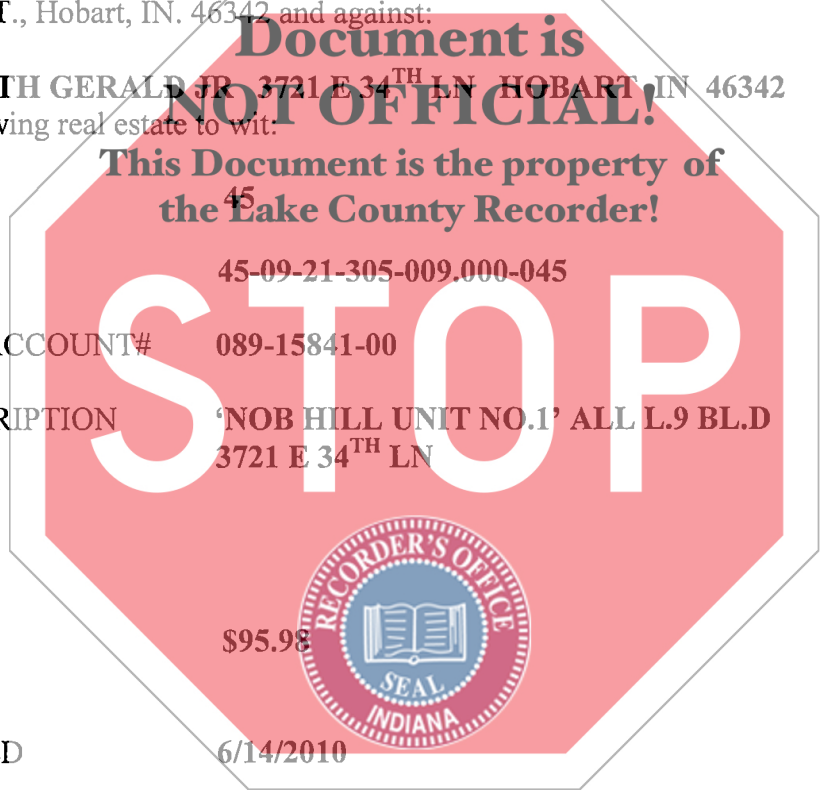 T., Hobart, IN. 46342 and against:
Document is
TH GERALD JR 3721 E 34TH LN HOBART IN 46342
NOT OFFICIAL!
ving real estate to wit:
This Document is the property of
45
the Lake County Recorder!
45-09-21-305-009.000-045
STOP
CCOUNT# 089-15841-00
RIPTION ‘NOB HILL UNIT NO.1’ ALL L.9 BL.D
3721 E 34TH LN
RECORDER'S OFFICE
$95.98
SEAL
INDIANA
D 6/14/2010